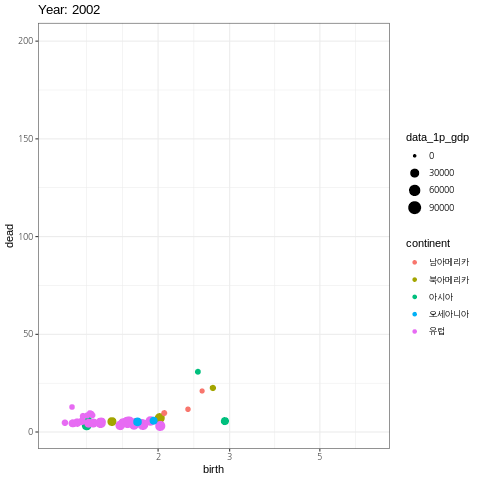 Year: 2002
200
150
100
50
0
dead
2
3
5
birth
data_1p_gdp
0
30000
60000
90000
continent
남아메리카
북아메리카
아시아
오세아니아
유럽